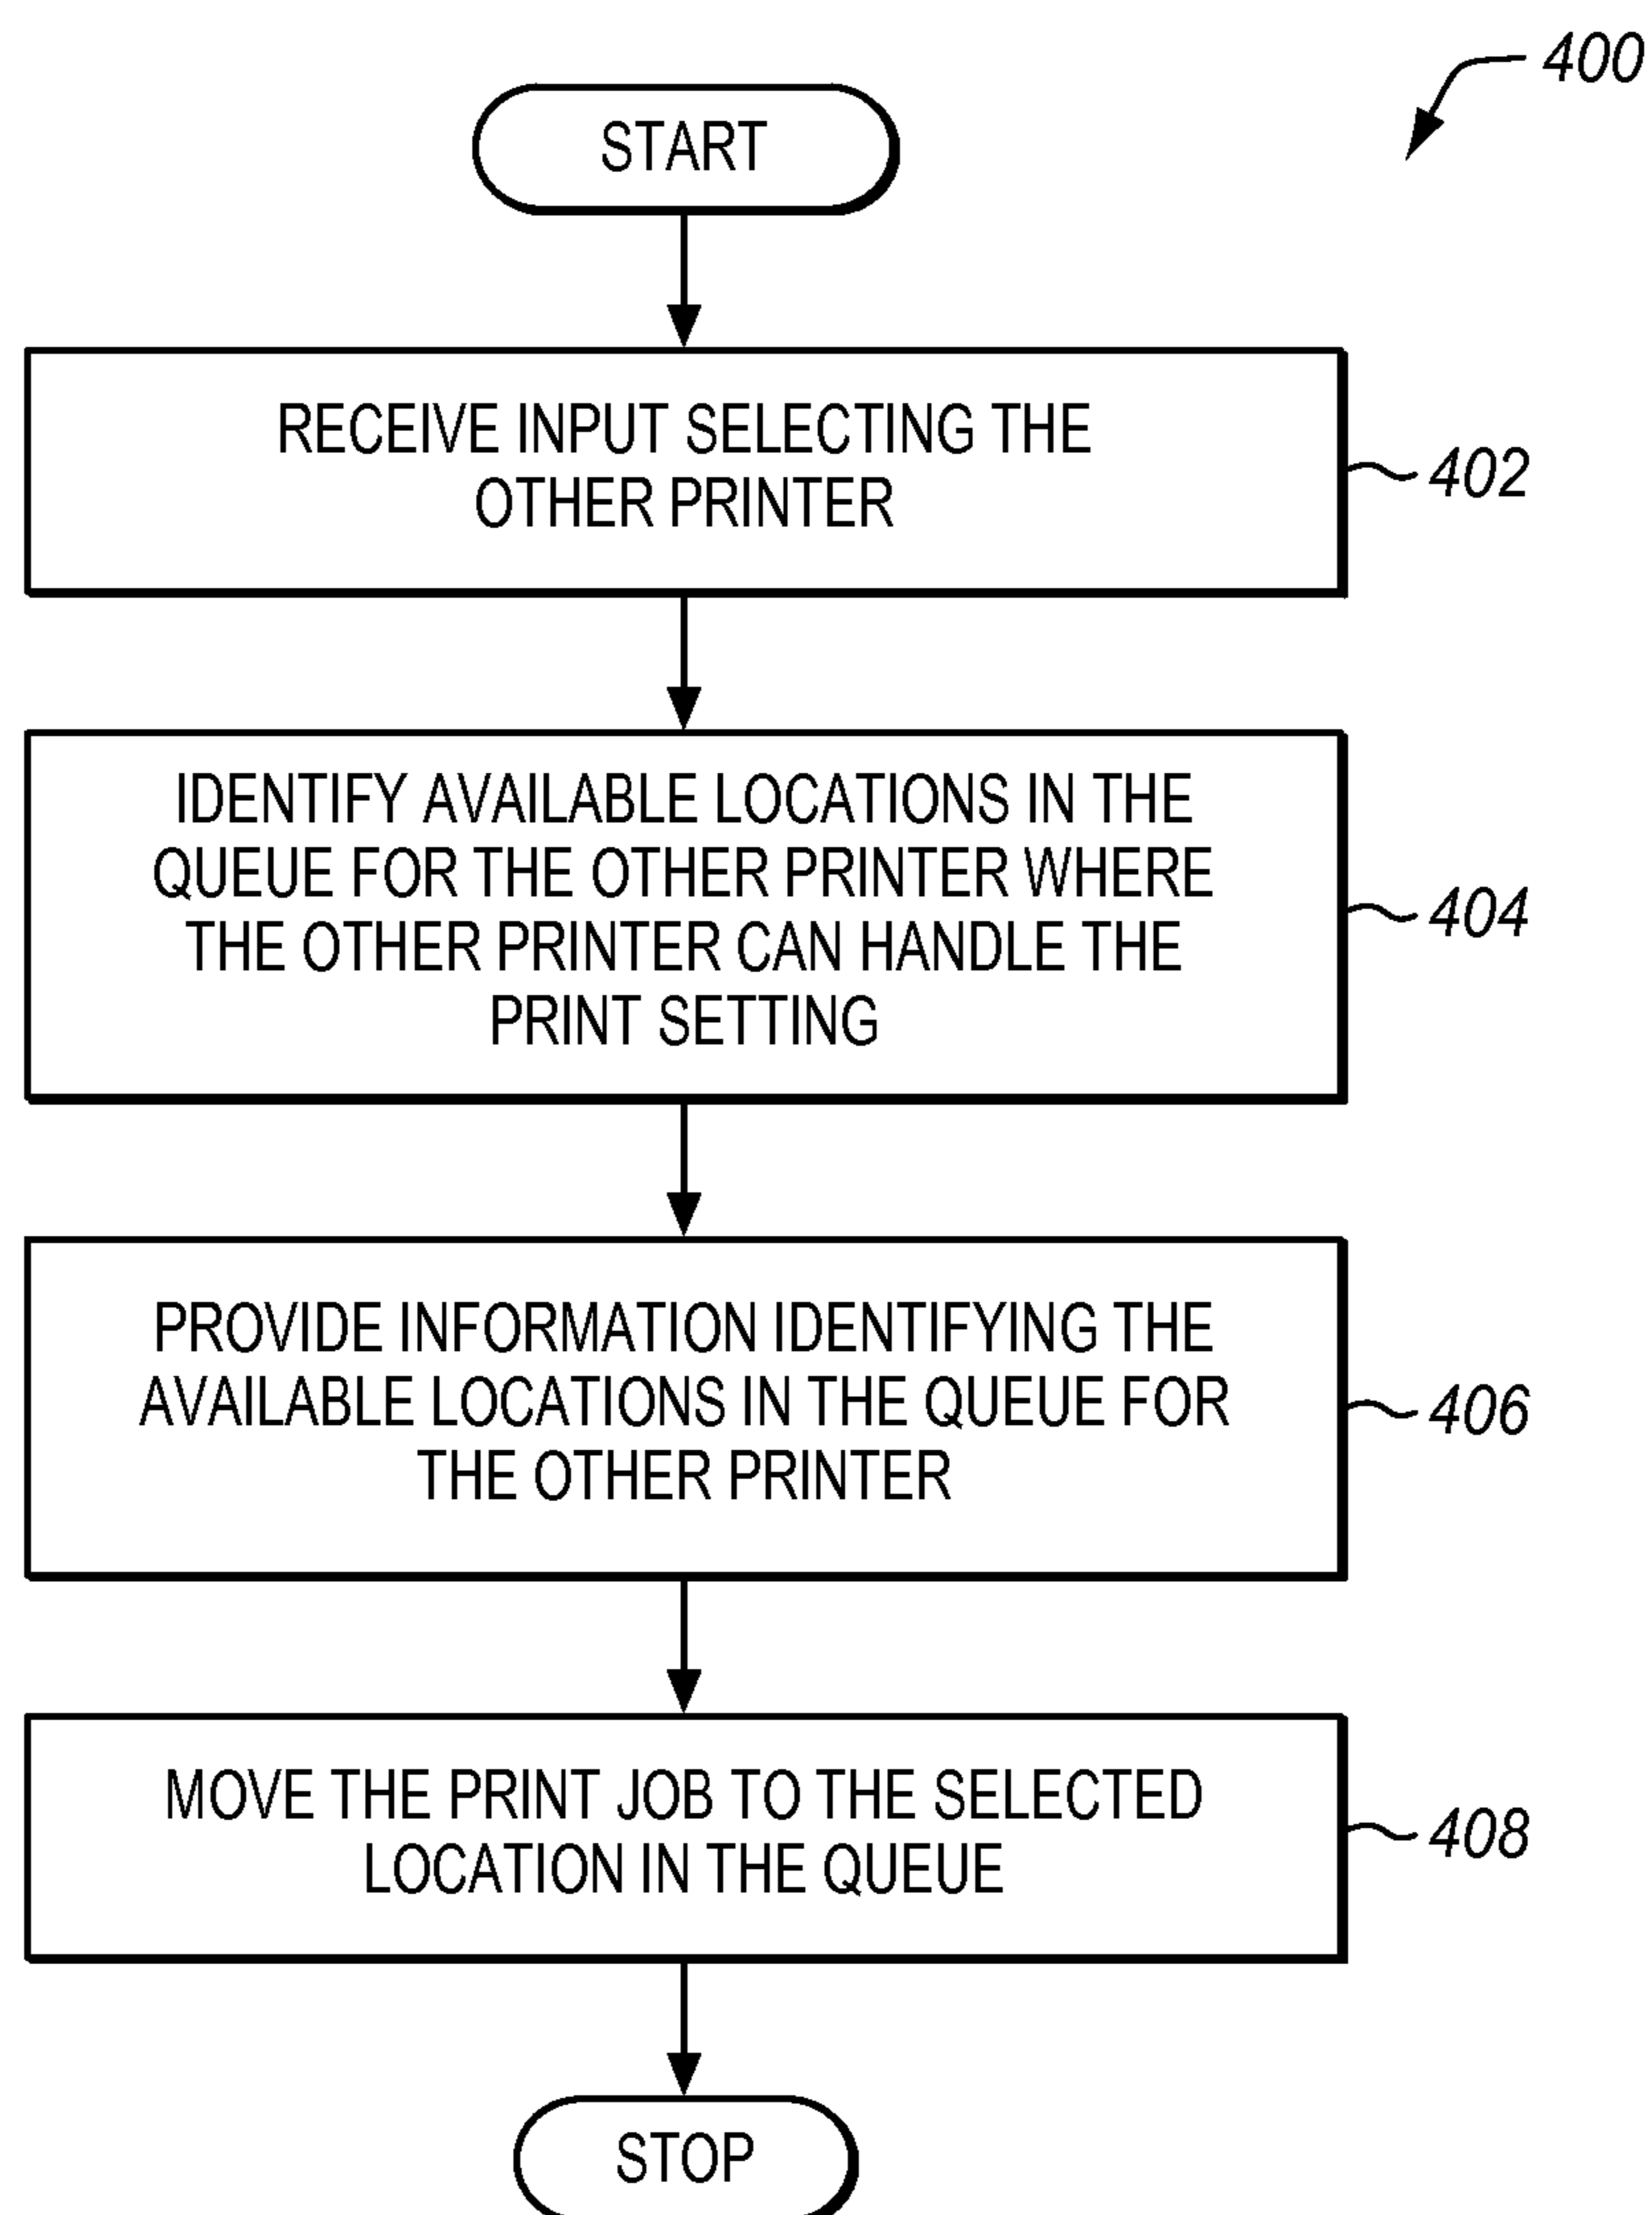 400
START
RECEIVE INPUT SELECTING THE
OTHER PRINTER
402
IDENTIFY AVAILABLE LOCATIONS IN THE
QUEUE FOR THE OTHER PRINTER WHERE
THE OTHER PRINTER CAN HANDLE THE
PRINT SETTING
404
PROVIDE INFORMATION IDENTIFYING THE
AVAILABLE LOCATIONS IN THE QUEUE FOR
THE OTHER PRINTER
406
MOVE THE PRINT JOB TO THE SELECTED
LOCATION IN THE QUEUE
408
STOP